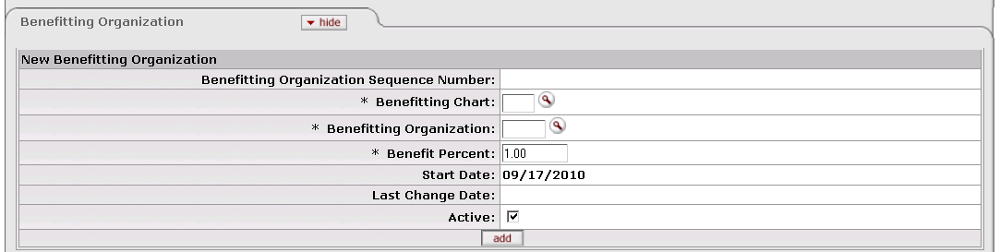 Benefitting Organization hide
New Benefitting Organization
Benefitting Organization Sequence Number:
* Benefitting Chart:
* Benefitting Organization:
* Benefit Percent: 1.00
Start Date: 09/17/2010
Last Change Date:
Active:
add